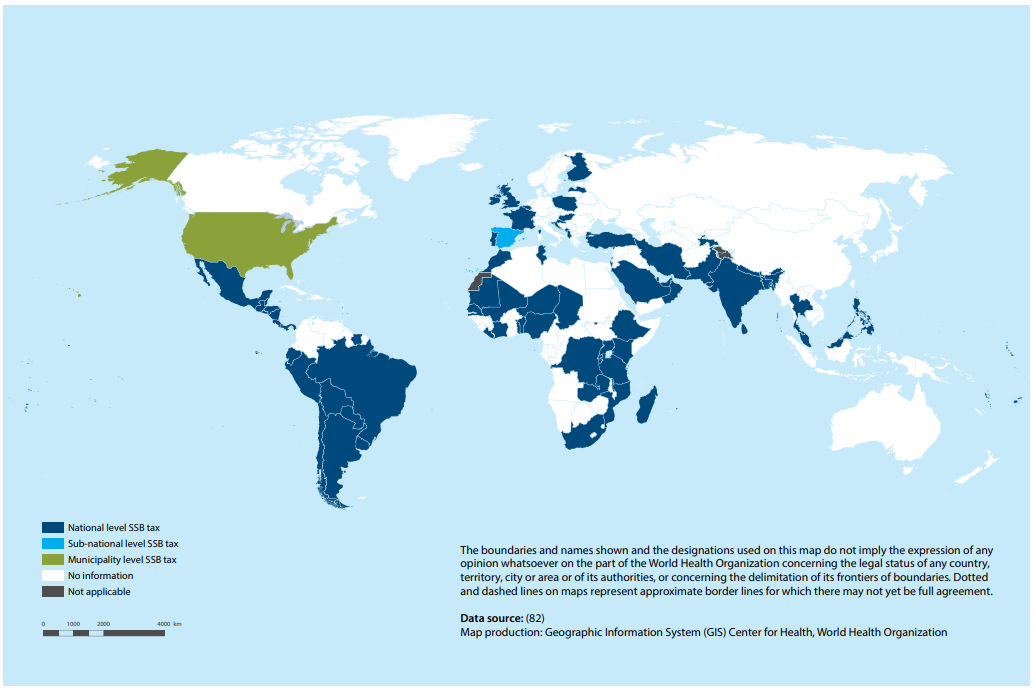 National level SSB tax
Sub-national level SSB tax
Municipality level SSB tax
No information
Not applicable
0 1000 2000 4000 km
The boundaries and names shown and the designations used on this map do not imply the expression of any
opinion whatsoever on the part of the World Health Organization concerning the legal status of any country,
territory, city or area or of its authorities, or concerning the delimitation of its frontiers of boundaries. Dotted
and dashed lines on maps represent approximate border lines for which there may not yet be full agreement.
Data source: (82)
Map production: Geographic Information System (GIS) Center for Health, World Health Organization